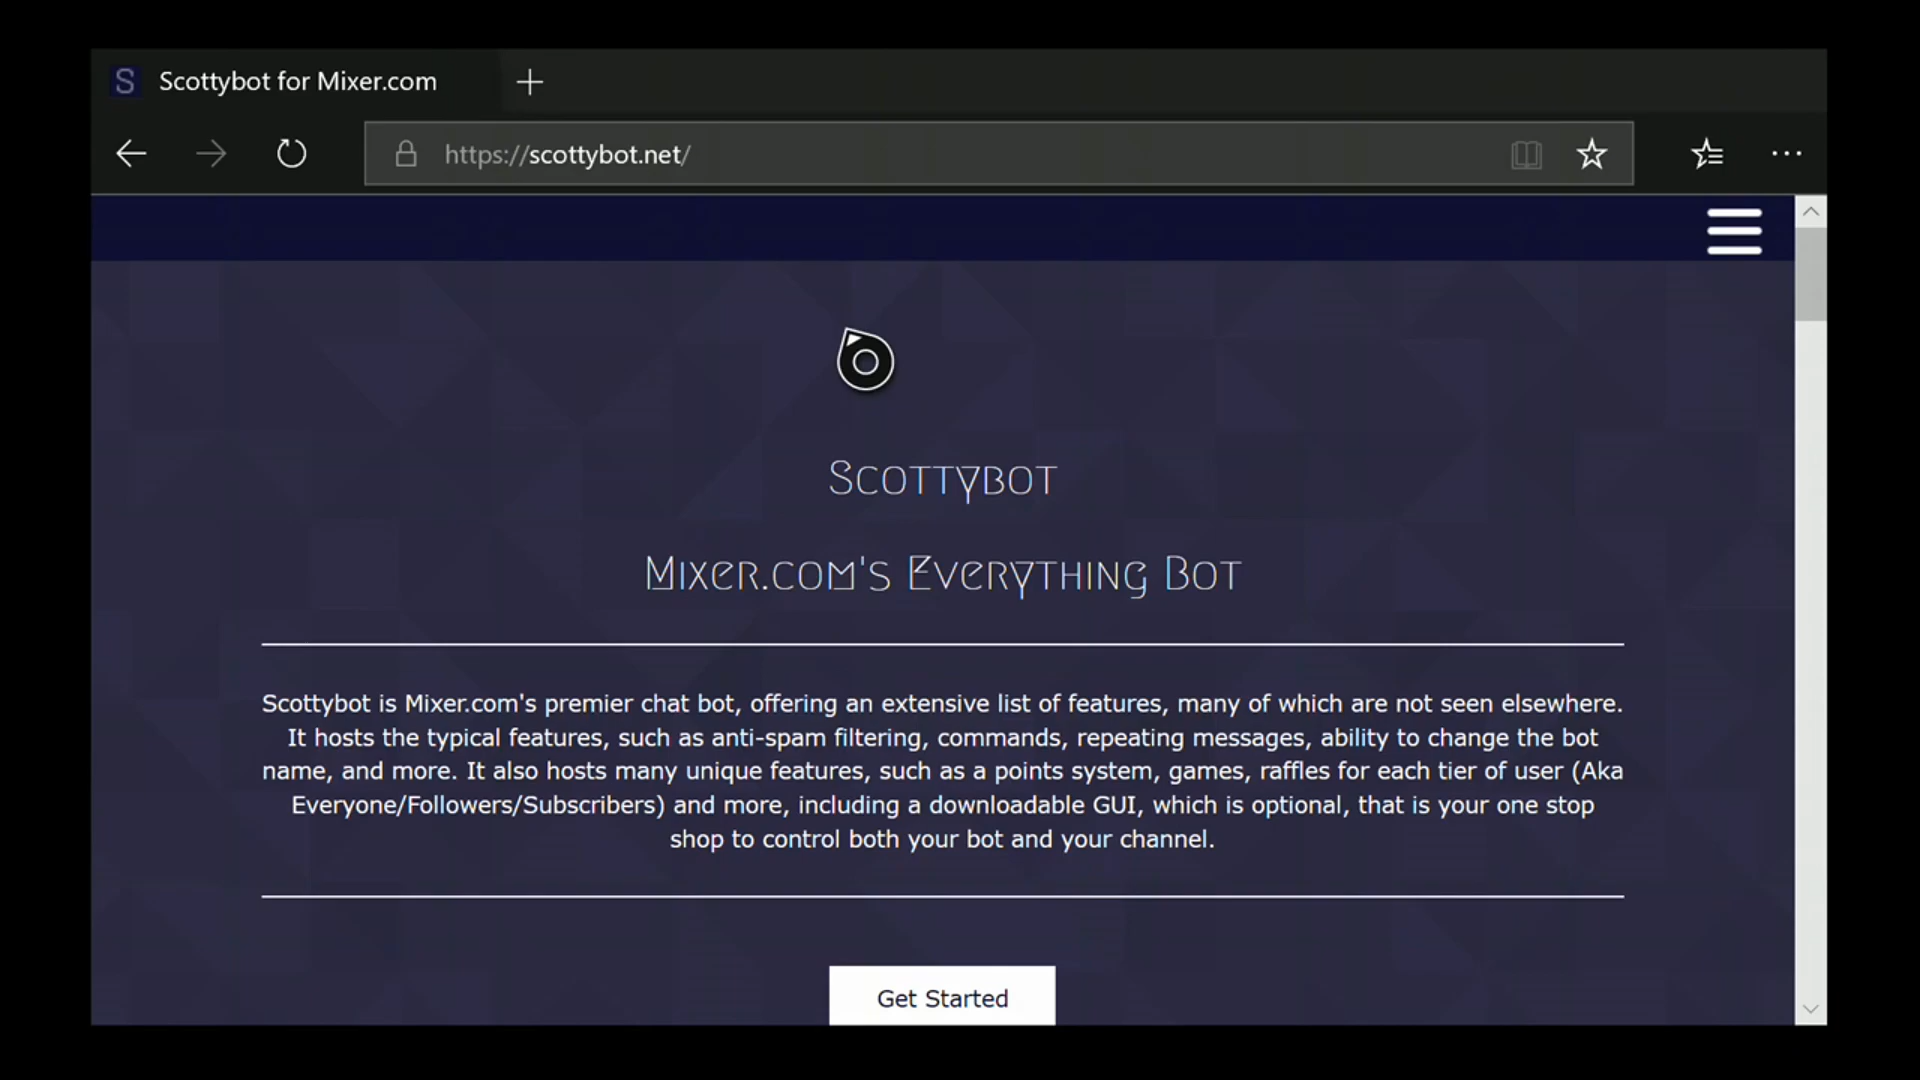 S Scottybot for Mixer.com
https://scottybot.net/
Scottybot
Mixer.com's Everything Bot
Scottybot is Mixer.com's premier chat bot, offering an extensive list of features, many of which are not seen elsewhere.
It hosts the typical features, such as anti-spam filtering, commands, repeating messages, ability to change the bot
name, and more. It also hosts many unique features, such as a points system, games, raffles for each tier of user (Aka
Everyone/Followers/Subscribers) and more, including a downloadable GUI, which is optional, that is your one stop
shop to control both your bot and your channel.
Get Started